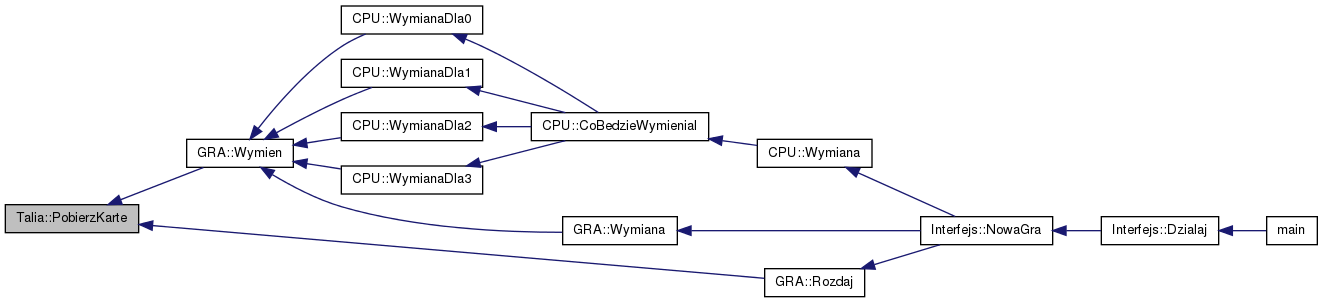 CPU::WymianaDla0
CPU::WymianaDla1
CPU::WymianaDla2
CPU::CoBedzieWymienial
GRA::Wymien
CPU::Wymiana
CPU::WymianaDla3
Talia::PobierzKarte
GRA::Wymiana
Interfejs::NowaGra
Interfejs::Dzialaj
main
GRA::Rozdaj